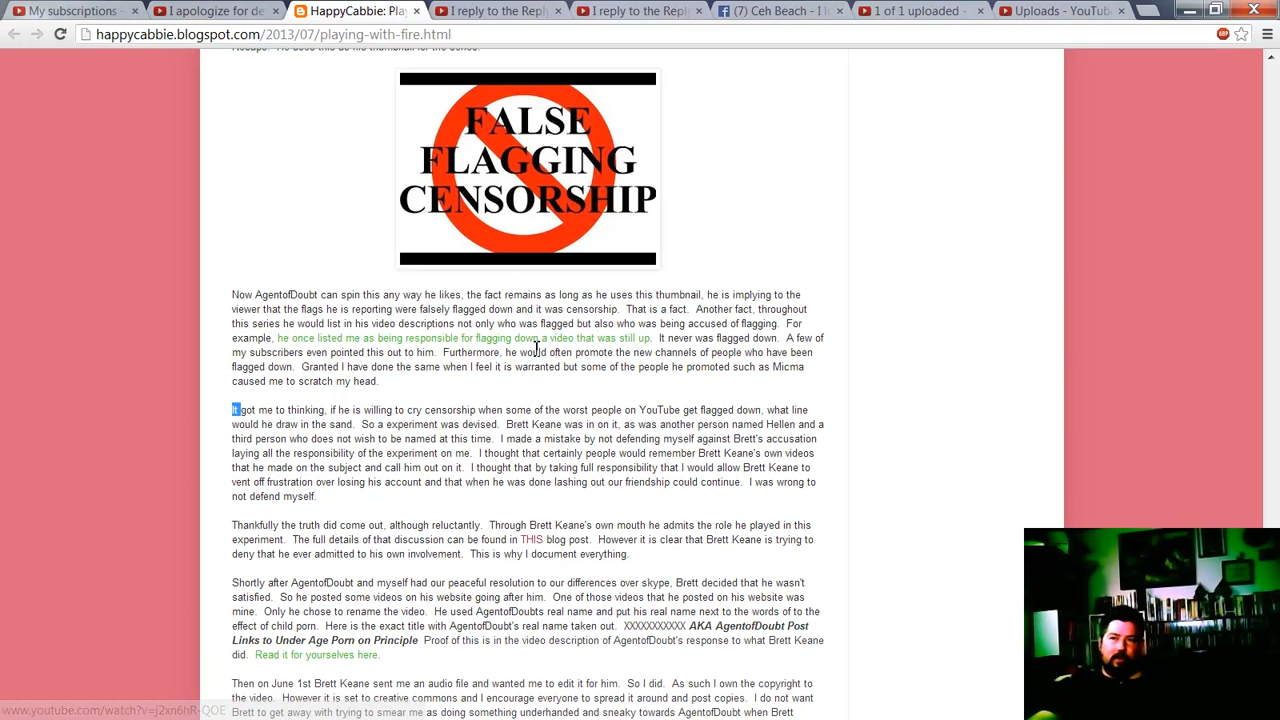 My subscriptions -
I apologize for de
HappyCabbie: Play
I reply to the Rep
I reply to the Rep
(7) Ceh Beach - I
1 of 1 uploaded -
Uploads - YouTube
happycabbie.blogspot.com/2013/07/playing-with-fire.html
ABP
FALSE
FLAGGING
CENSORSHIP
Now AgentofDoubt can spin this any way he likes, the fact remains as long as he uses this thumbnail, he is implying to the
viewer that the flags he is reporting were falsely flagged down and it was censorship.  That is a fact.  Another fact, throughout
this series he would list in his video descriptions not only who was flagged but also who was being accused of flagging.  For
example, he once listed me as being responsible for flagging down a video that was still up.  It never was flagged down.  A few of
my subscribers even pointed this out to him.  Furthermore, he would often promote the new channels of people who have been
flagged down.  Granted I have done the same when I feel it is warranted but some of the people he promoted such as Micma
caused me to scratch my head.
It got me to thinking, if he is willing to cry censorship when some of the worst people on YouTube get flagged down, what line
would he draw in the sand.  So a experiment was devised.  Brett Keane was in on it, as was another person named Hellen and a
third person who does not wish to be named at this time.  I made a mistake by not defending myself against Brett's accusation
laying all the responsibility of the experiment on me.  I thought that certainly people would remember Brett Keane's own videos
that he made on the subject and call him out on it.  I thought that by taking full responsibility that I would allow Brett Keane to
vent off frustration over losing his account and that when he was done lashing out our friendship could continue.  I was wrong to
not defend myself.
Thankfully the truth did come out, although reluctantly.  Through Brett Keane's own mouth he admits the role he played in this
experiment.  The full details of that discussion can be found in THIS blog post.  However it is clear that Brett Keane is trying to
deny that he ever admitted to his own involvement.  This is why I document everything.
Shortly after AgentofDoubt and myself had our peaceful resolution to our differences over skype, Brett decided that he wasn't
satisfied.  So he posted some videos on his website going after him.  One of those videos that he posted on his website was
mine.  Only he chose to rename the video.  He used AgentofDoubts real name and put his real name next to the words of to the
effect of child porn.  Here is the exact title with AgentofDoubt's real name taken out.  XXXXXXXXXXX AKA AgentofDoubt Post
Links to Under Age Porn on Principle  Proof of this is in the video description of AgentofDoubt's response to what Brett Keane
did.  Read it for yourselves here.
Then on June 1st Brett Keane sent me an audio file and wanted me to edit it for him.  So I did.  As such I own the copyright to
the video.  However it is set to creative commons and I encourage everyone to spread it around and post copies.  I do not want
Brett to get away with trying to smear me as doing something underhanded and sneaky towards AgentofDoubt when Brett
www.youtube.com/watch?v=j2xn6hR-QOE